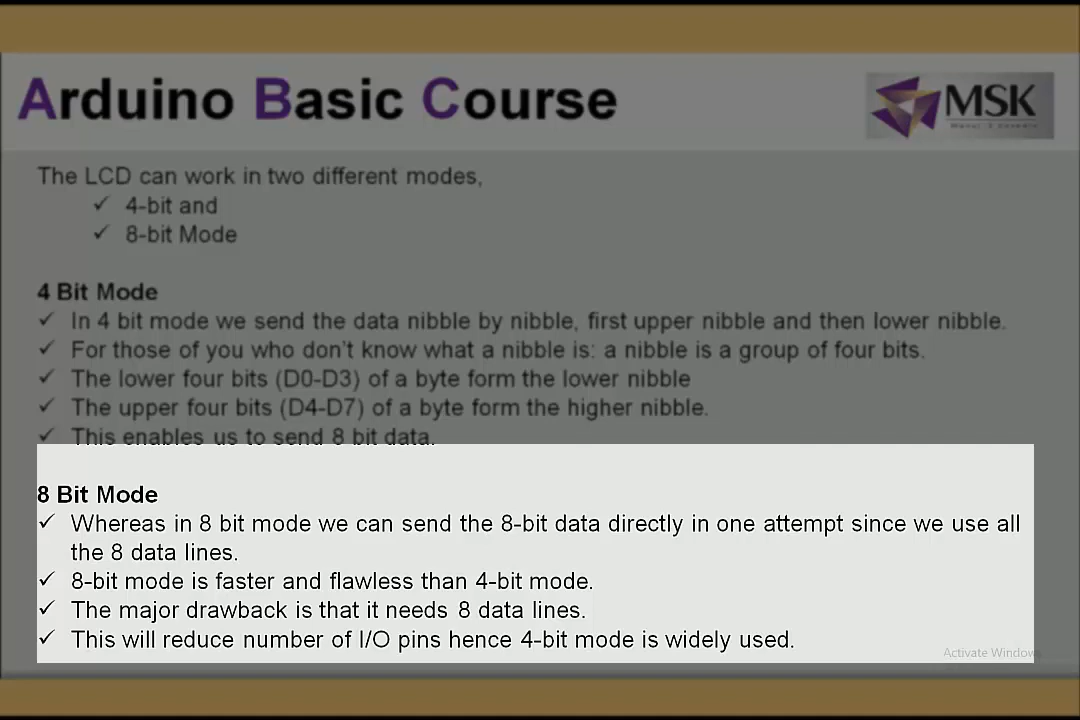 Arduino Basic Course
MSK
The LCD can work in two different modes,
✓ 4-bit and
✓ 8-bit Mode
4 Bit Mode
✓ In 4 bit mode we send the data nibble by nibble, first upper nibble and then lower nibble.
✓ For those of you who don't know what a nibble is: a nibble is a group of four bits.
✓ The lower four bits (D0-D3) of a byte form the lower nibble
✓ The upper four bits (D4-D7) of a byte form the higher nibble.
✓ This enables us to send 8 bit data.
8 Bit Mode
✓ Whereas in 8 bit mode we can send the 8-bit data directly in one attempt since we use all
the 8 data lines.
✓ 8-bit mode is faster and flawless than 4-bit mode.
✓ The major drawback is that it needs 8 data lines.
✓ This will reduce number of I/O pins hence 4-bit mode is widely used.
Activate Windows